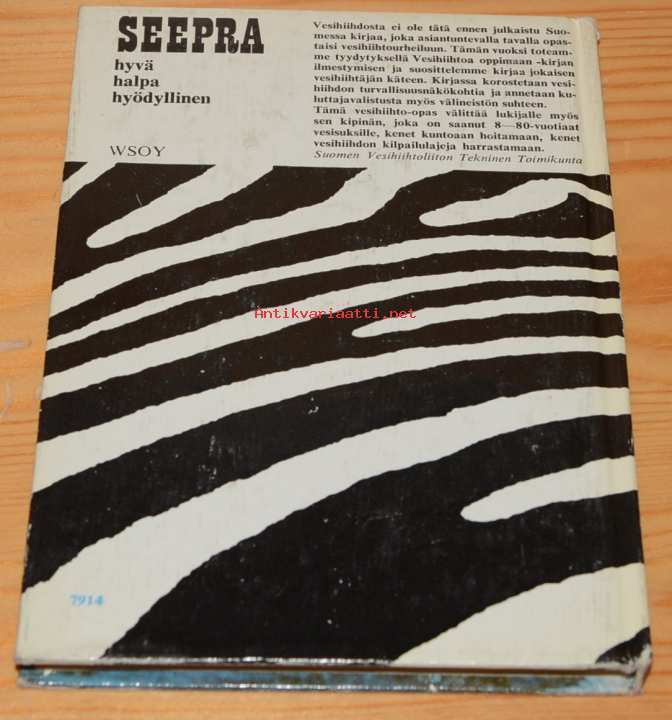 SEEPRA
hyvä
halpa
hyödyllinen
WSOY
Vesihiihdosta ei ole tätä ennen julkaistu Suo-
messa kirjaa, joka asiantuntevalla tavalla opas-
taisi vesihiihtourheiluun. Tämän vuoksi toteam-
me tyydytyksellä Vesihiihtoa oppimaan -kirjan
ilmestymisen ja suosittelemme kirjaa jokaisen
vesihiihtäjän käteen. Kirjassa korostetaan vesi-
hiihdon turvallisuusnäkökohtia ja annetaan ku-
luttajavalistusta myös välineistön suhteen.
Tämä vesihiihto-opas välittää lukijalle myös
sen kipinän, joka on saanut 8—80-vuotiaat
vesisuksille, kenet kuntoaan hoitamaan, kenet
vesihiihdon kilpailulajeja harrastamaan.
Suomen Vesihiihtoliiton Tekninen Toimikunta
Antikvariaatti.net
7914